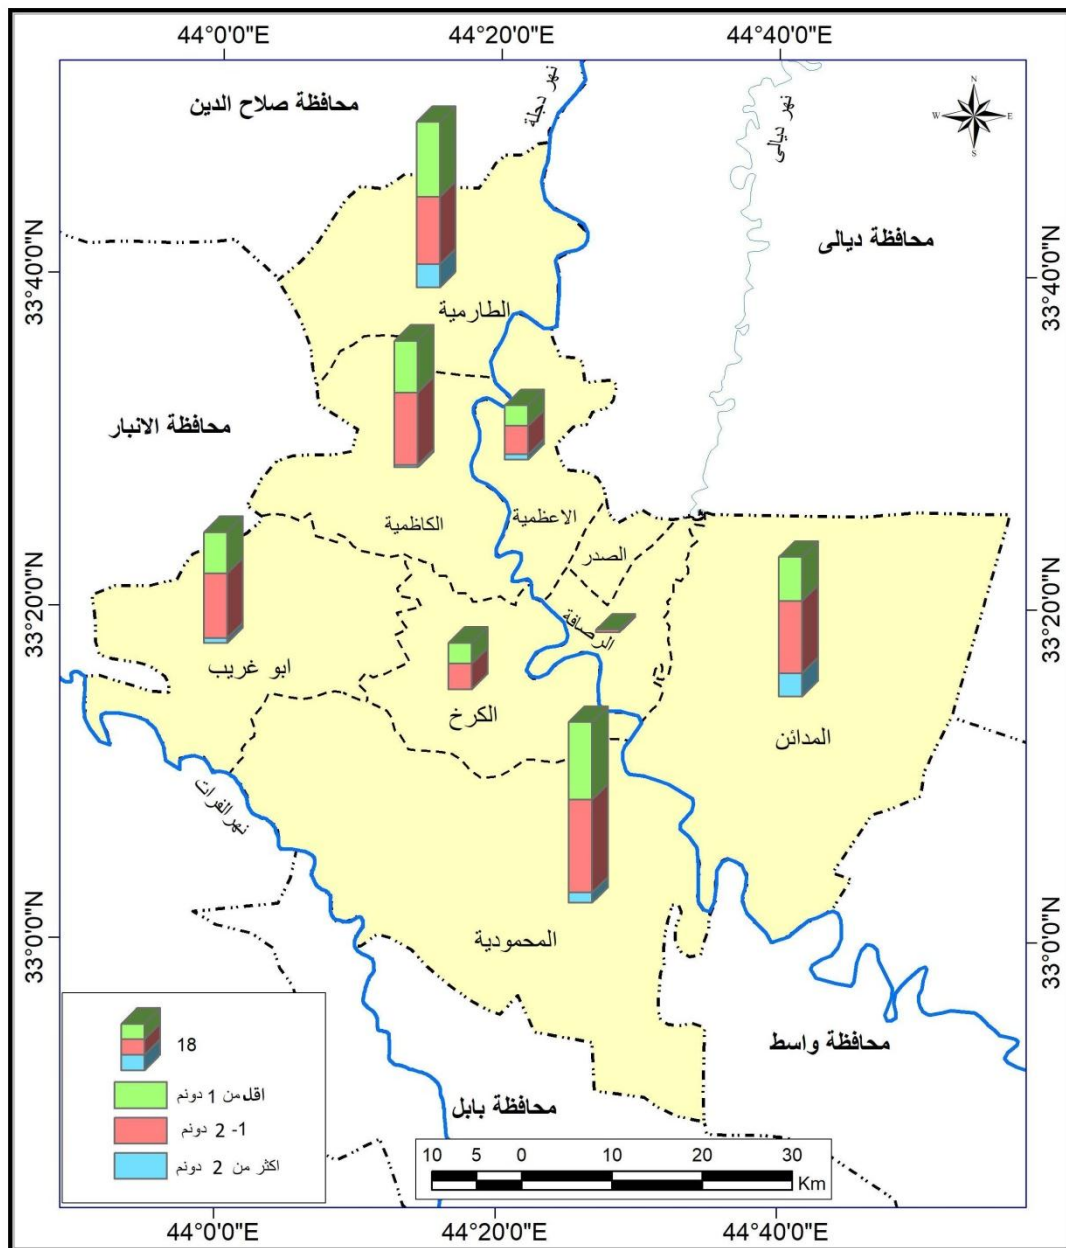 44°0'0"E 44°20'0"E 44°40'0"E
N
W E
S
نهر دجلة
نهر ديالى
محافظة صلاح الدين
محافظة ديالى
33°40'0"N 33°40'0"N
الطارمية
محافظة الانبار
الكاظمية
الاعظمية
الصدر
33°20'0"N 33°20'0"N
الرصافة
ابو غريب
الكرخ
المدائن
نهر الفرات
المحمودية
33°0'0"N 33°0'0"N
محافظة واسط
محافظة بابل
18
اقل من 1 دونم
1- 2 دونم
اكثر من 2 دونم
10 5 0 10 20 30
Km
44°0'0"E 44°20'0"E 44°40'0"E